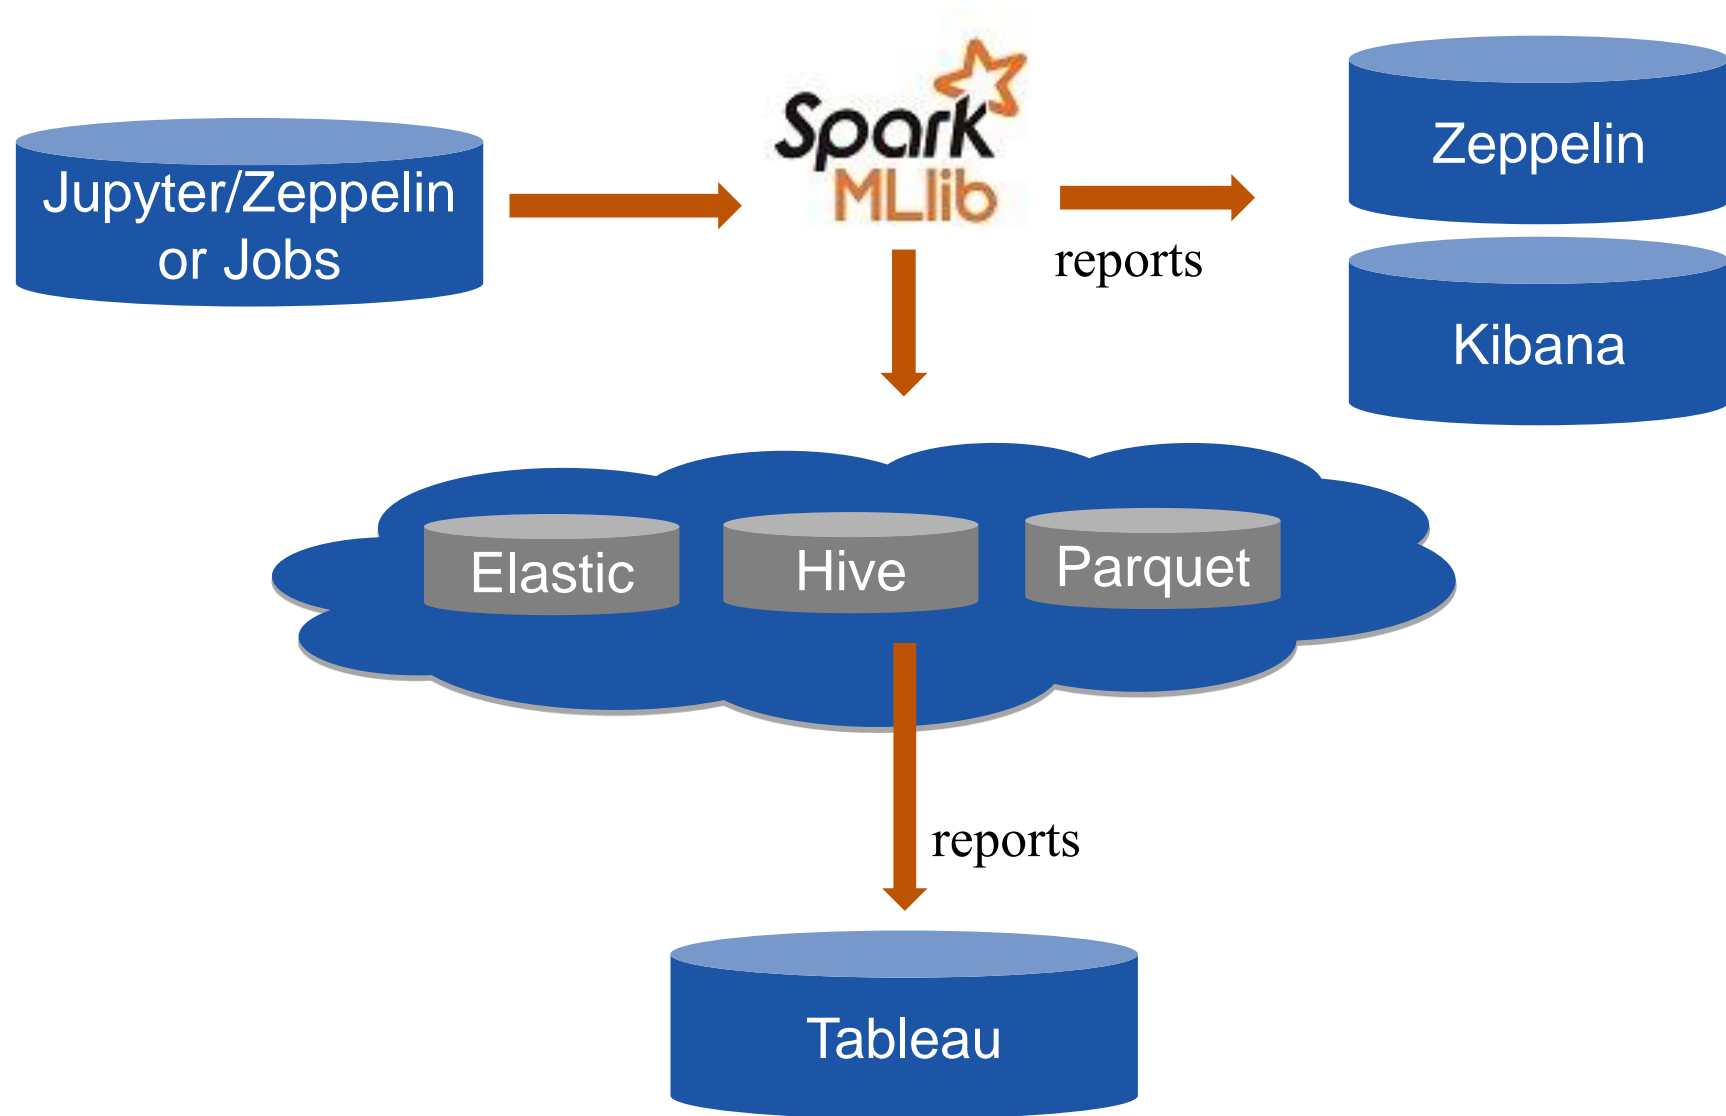 Jupyter/Zeppelin
or Jobs
Spark
MLlib
reports
Zeppelin
Kibana
Elastic
Hive
Parquet
reports
Tableau